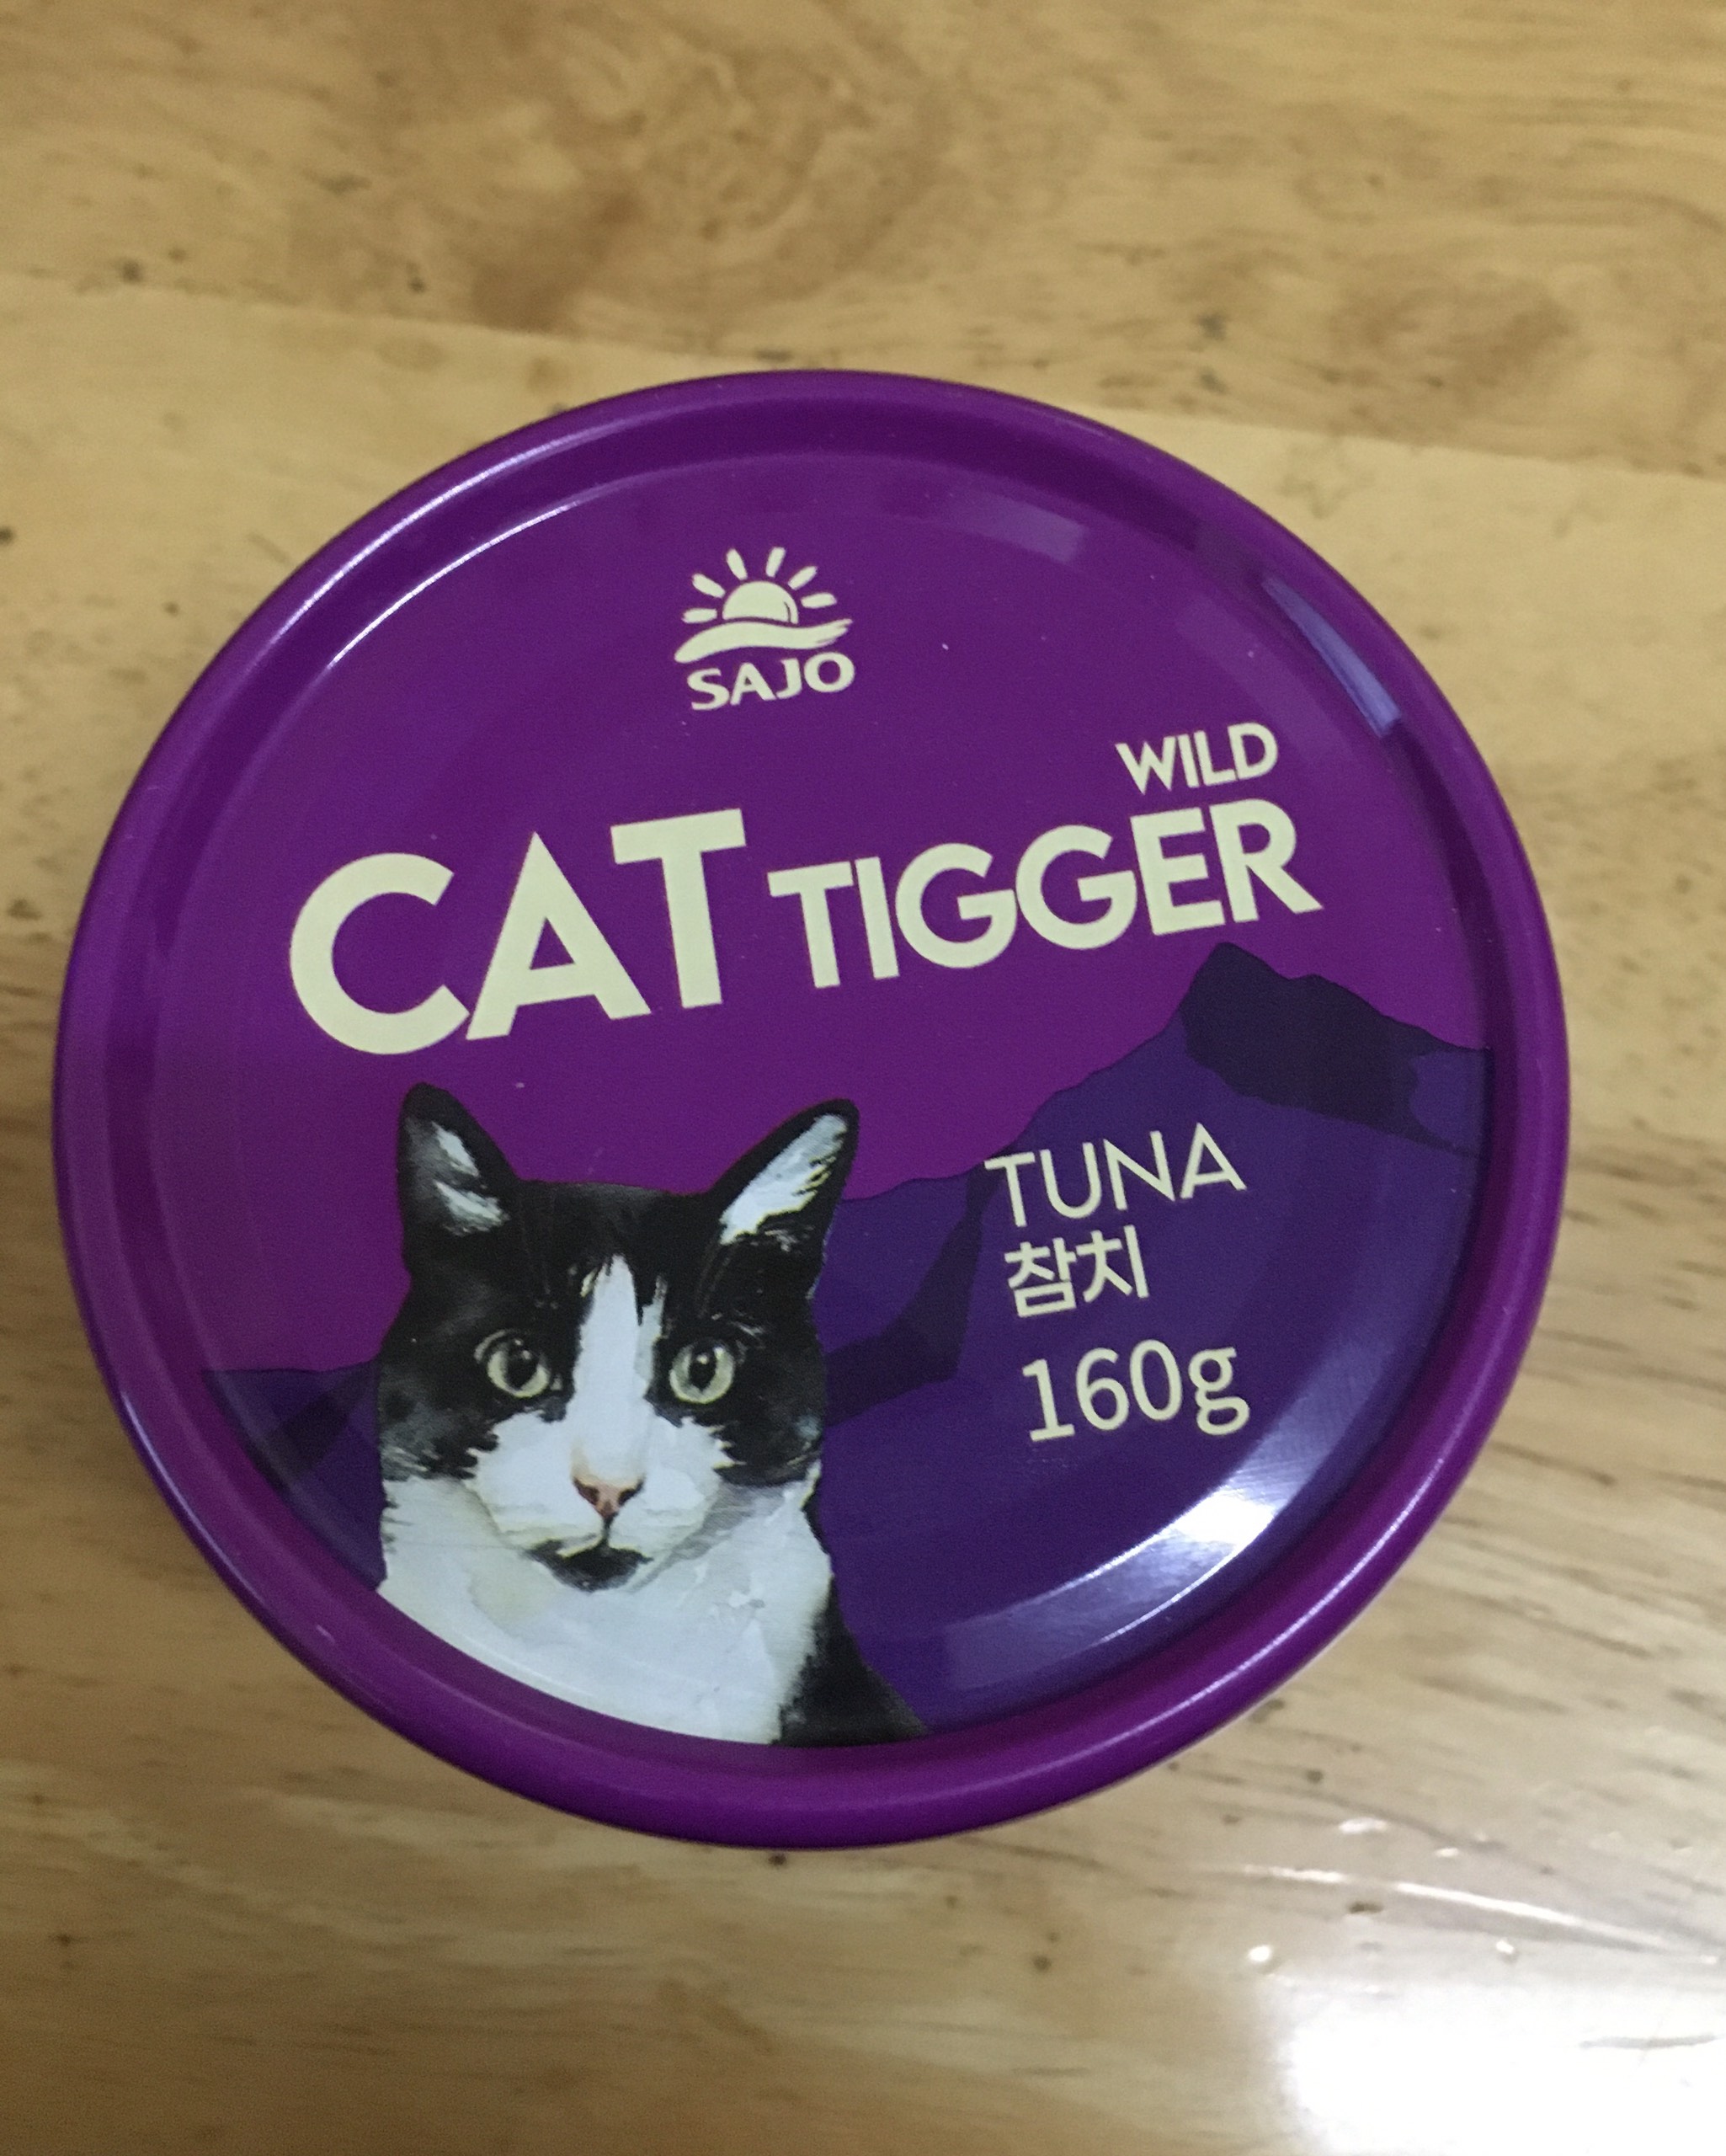 SAJO
WILD
CAT TIGGER
TUNA
참치
160g